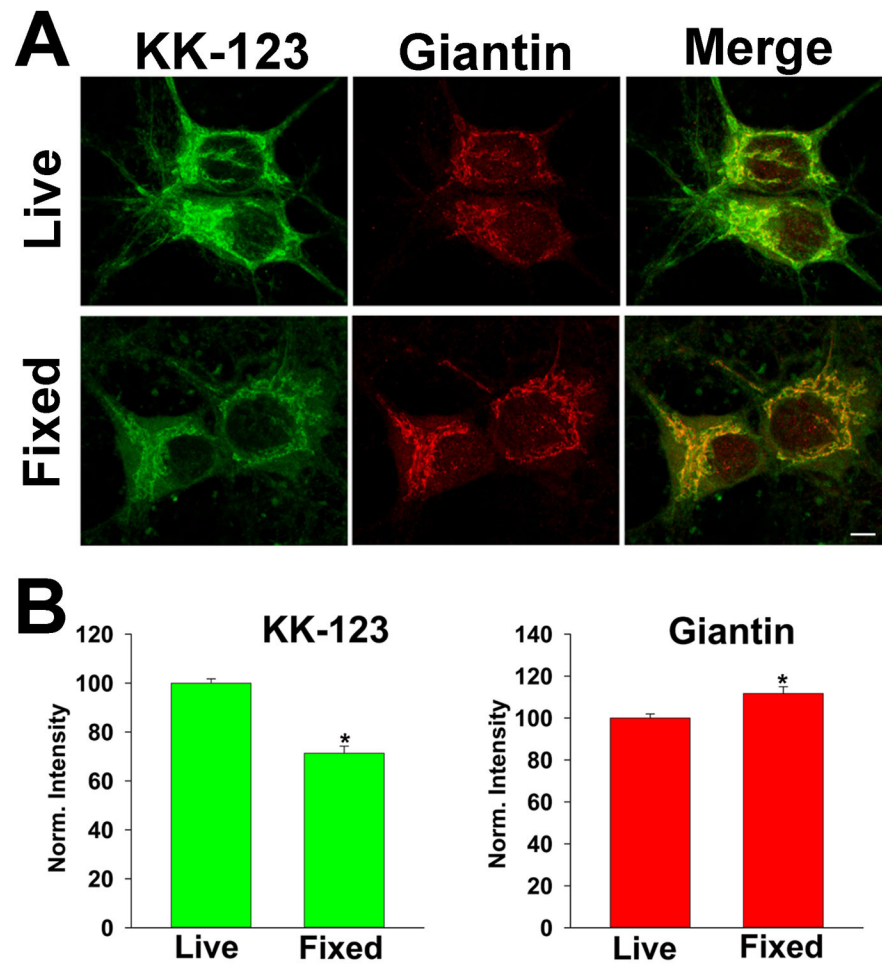 A
KK-123 Giantin Merge
Live
Fixed
B
KK-123
Norm. Intensity
120
100
80
60
40
20
0
*
Live Fixed
Giantin
Norm. Intensity
140
120
100
80
60
40
20
0
*
Live Fixed